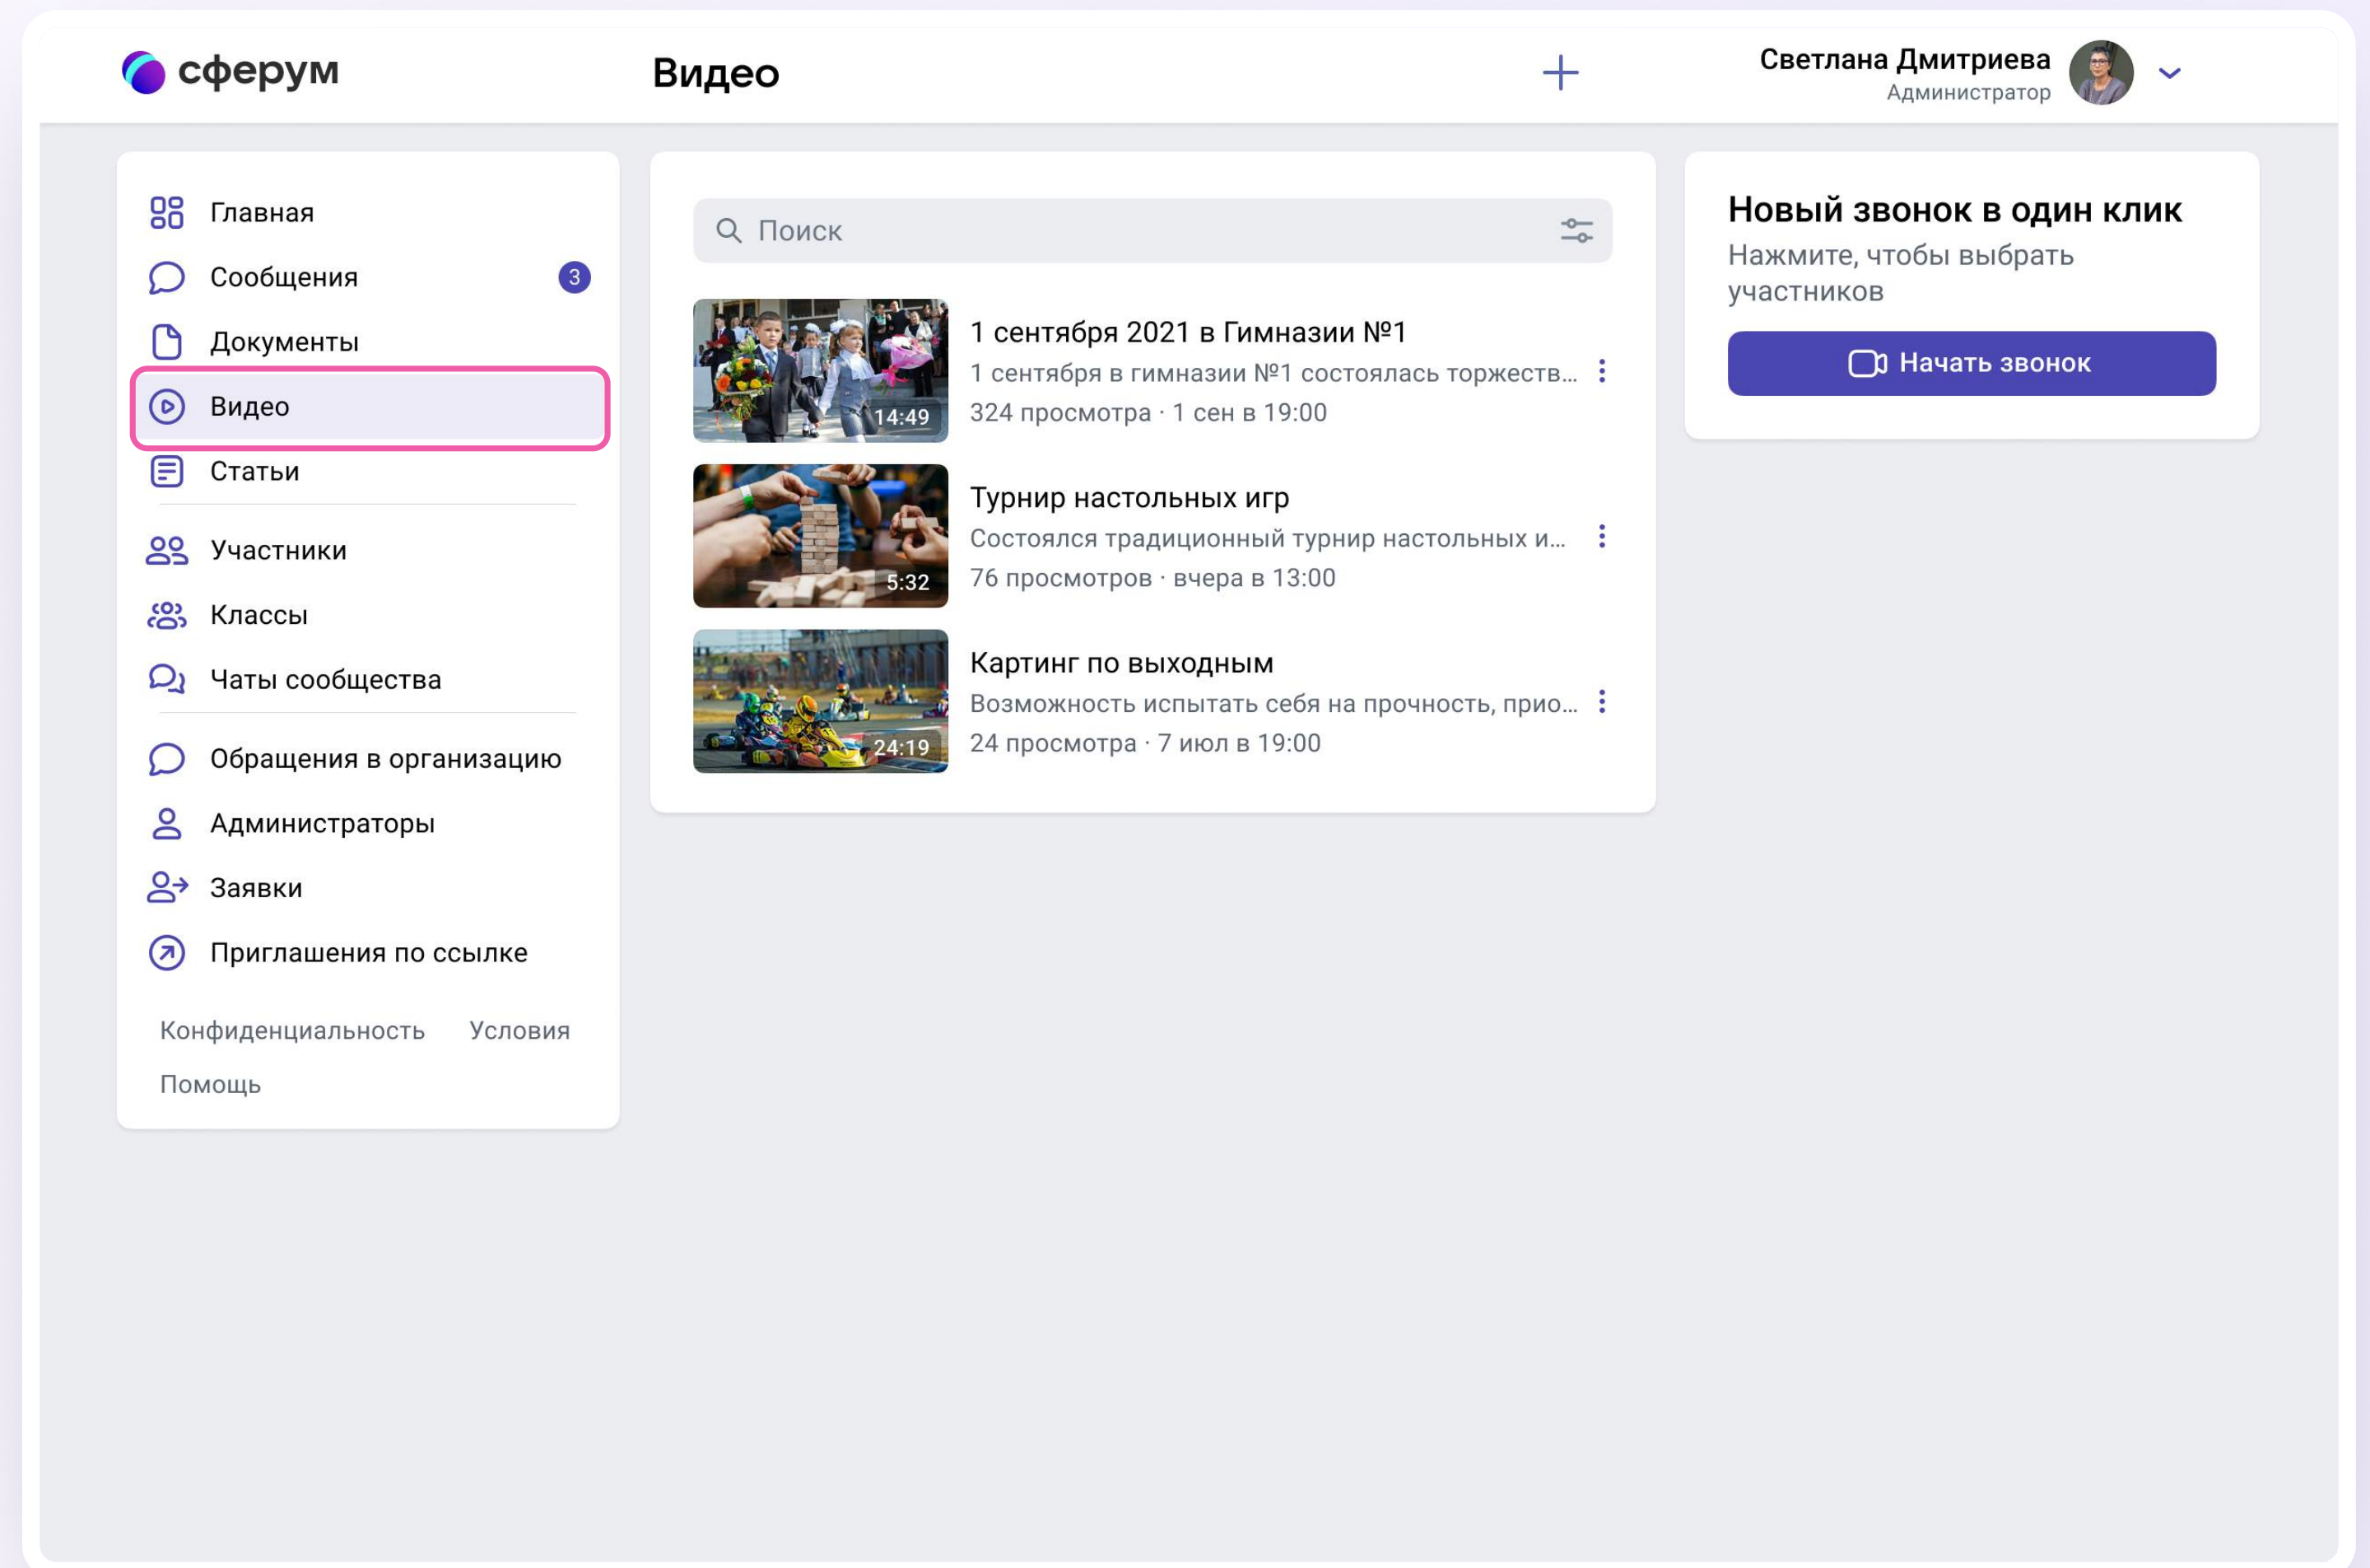 сферум
Видео
Светлана Дмитриева
Администратор
Главная
Сообщения
3
Документы
Видео
Статьи
Участники
Классы
Чаты сообщества
Обращения в организацию
Администраторы
Заявки
Приглашения по ссылке
Конфиденциальность Условия
Помощь
Поиск
14:49
1 сентября 2021 в Гимназии №1
1 сентября в гимназии №1 состоялась торжеств...
324 просмотра · 1 сен в 19:00
5:32
Турнир настольных игр
Состоялся традиционный турнир настольных и...
76 просмотров · вчера в 13:00
24:19
Картинг по выходным
Возможность испытать себя на прочность, прио...
24 просмотра · 7 июл в 19:00
Новый звонок в один клик
Нажмите, чтобы выбрать
участников
Начать звонок